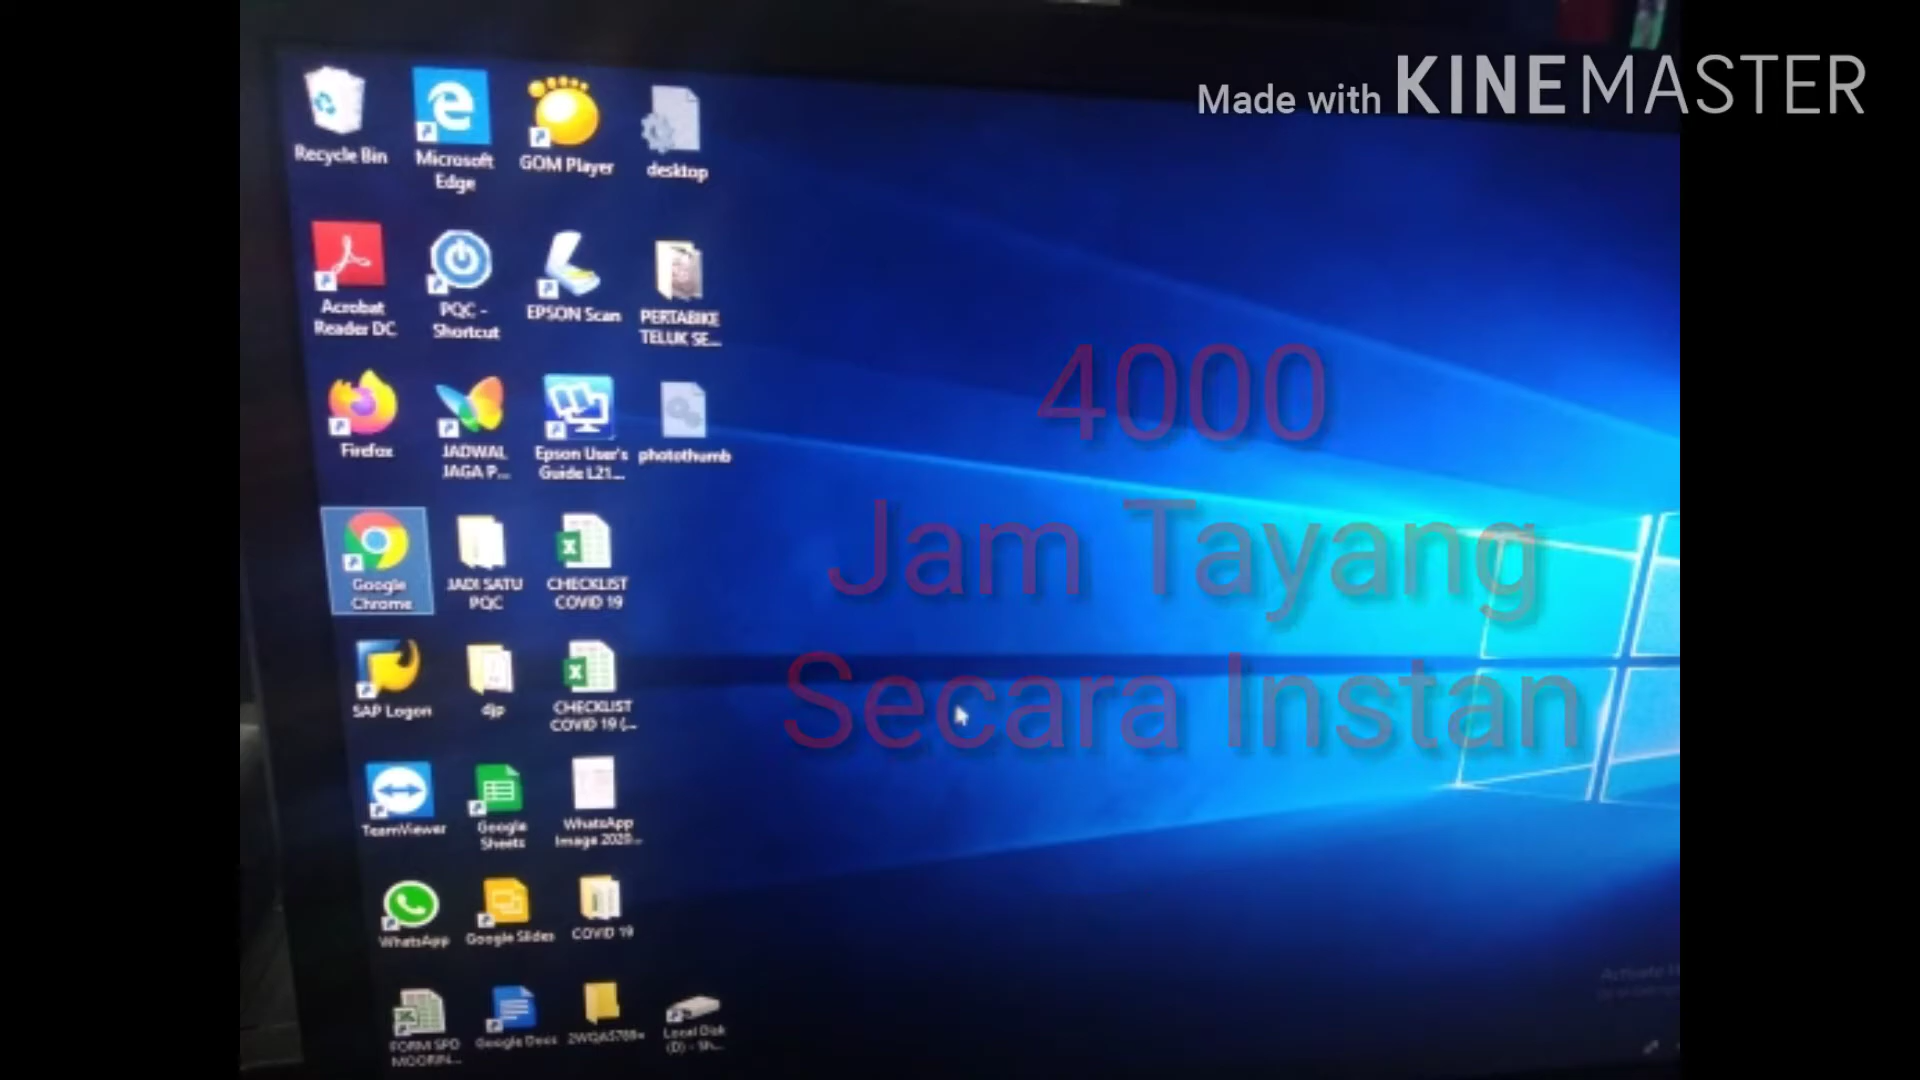 Made with KINEMASTER
Recycle Bin
Microsoft
Edge
GOM Player
desktop
Acrobat
Reader DC
PQC -
Shortcut
EPSON Scan
PERTABIKE
TELUK SE...
Firefox
JADWAL
JAGA P...
Epson User's
Guide L21...
photothumb
4000
Jam Tayang
Secara Instan
Google
Chrome
JADI SATU
PQC
CHECKLIST
COVID 19
SAP Logon
djp
CHECKLIST
COVID 19 (...
TeamViewer
Google
Sheets
WhatsApp
Image 2020...
WhatsApp
Google Slides
COVID 19
FORM SPD
MOORIN...
Google Docs
Local Disk
(D) - Sh...